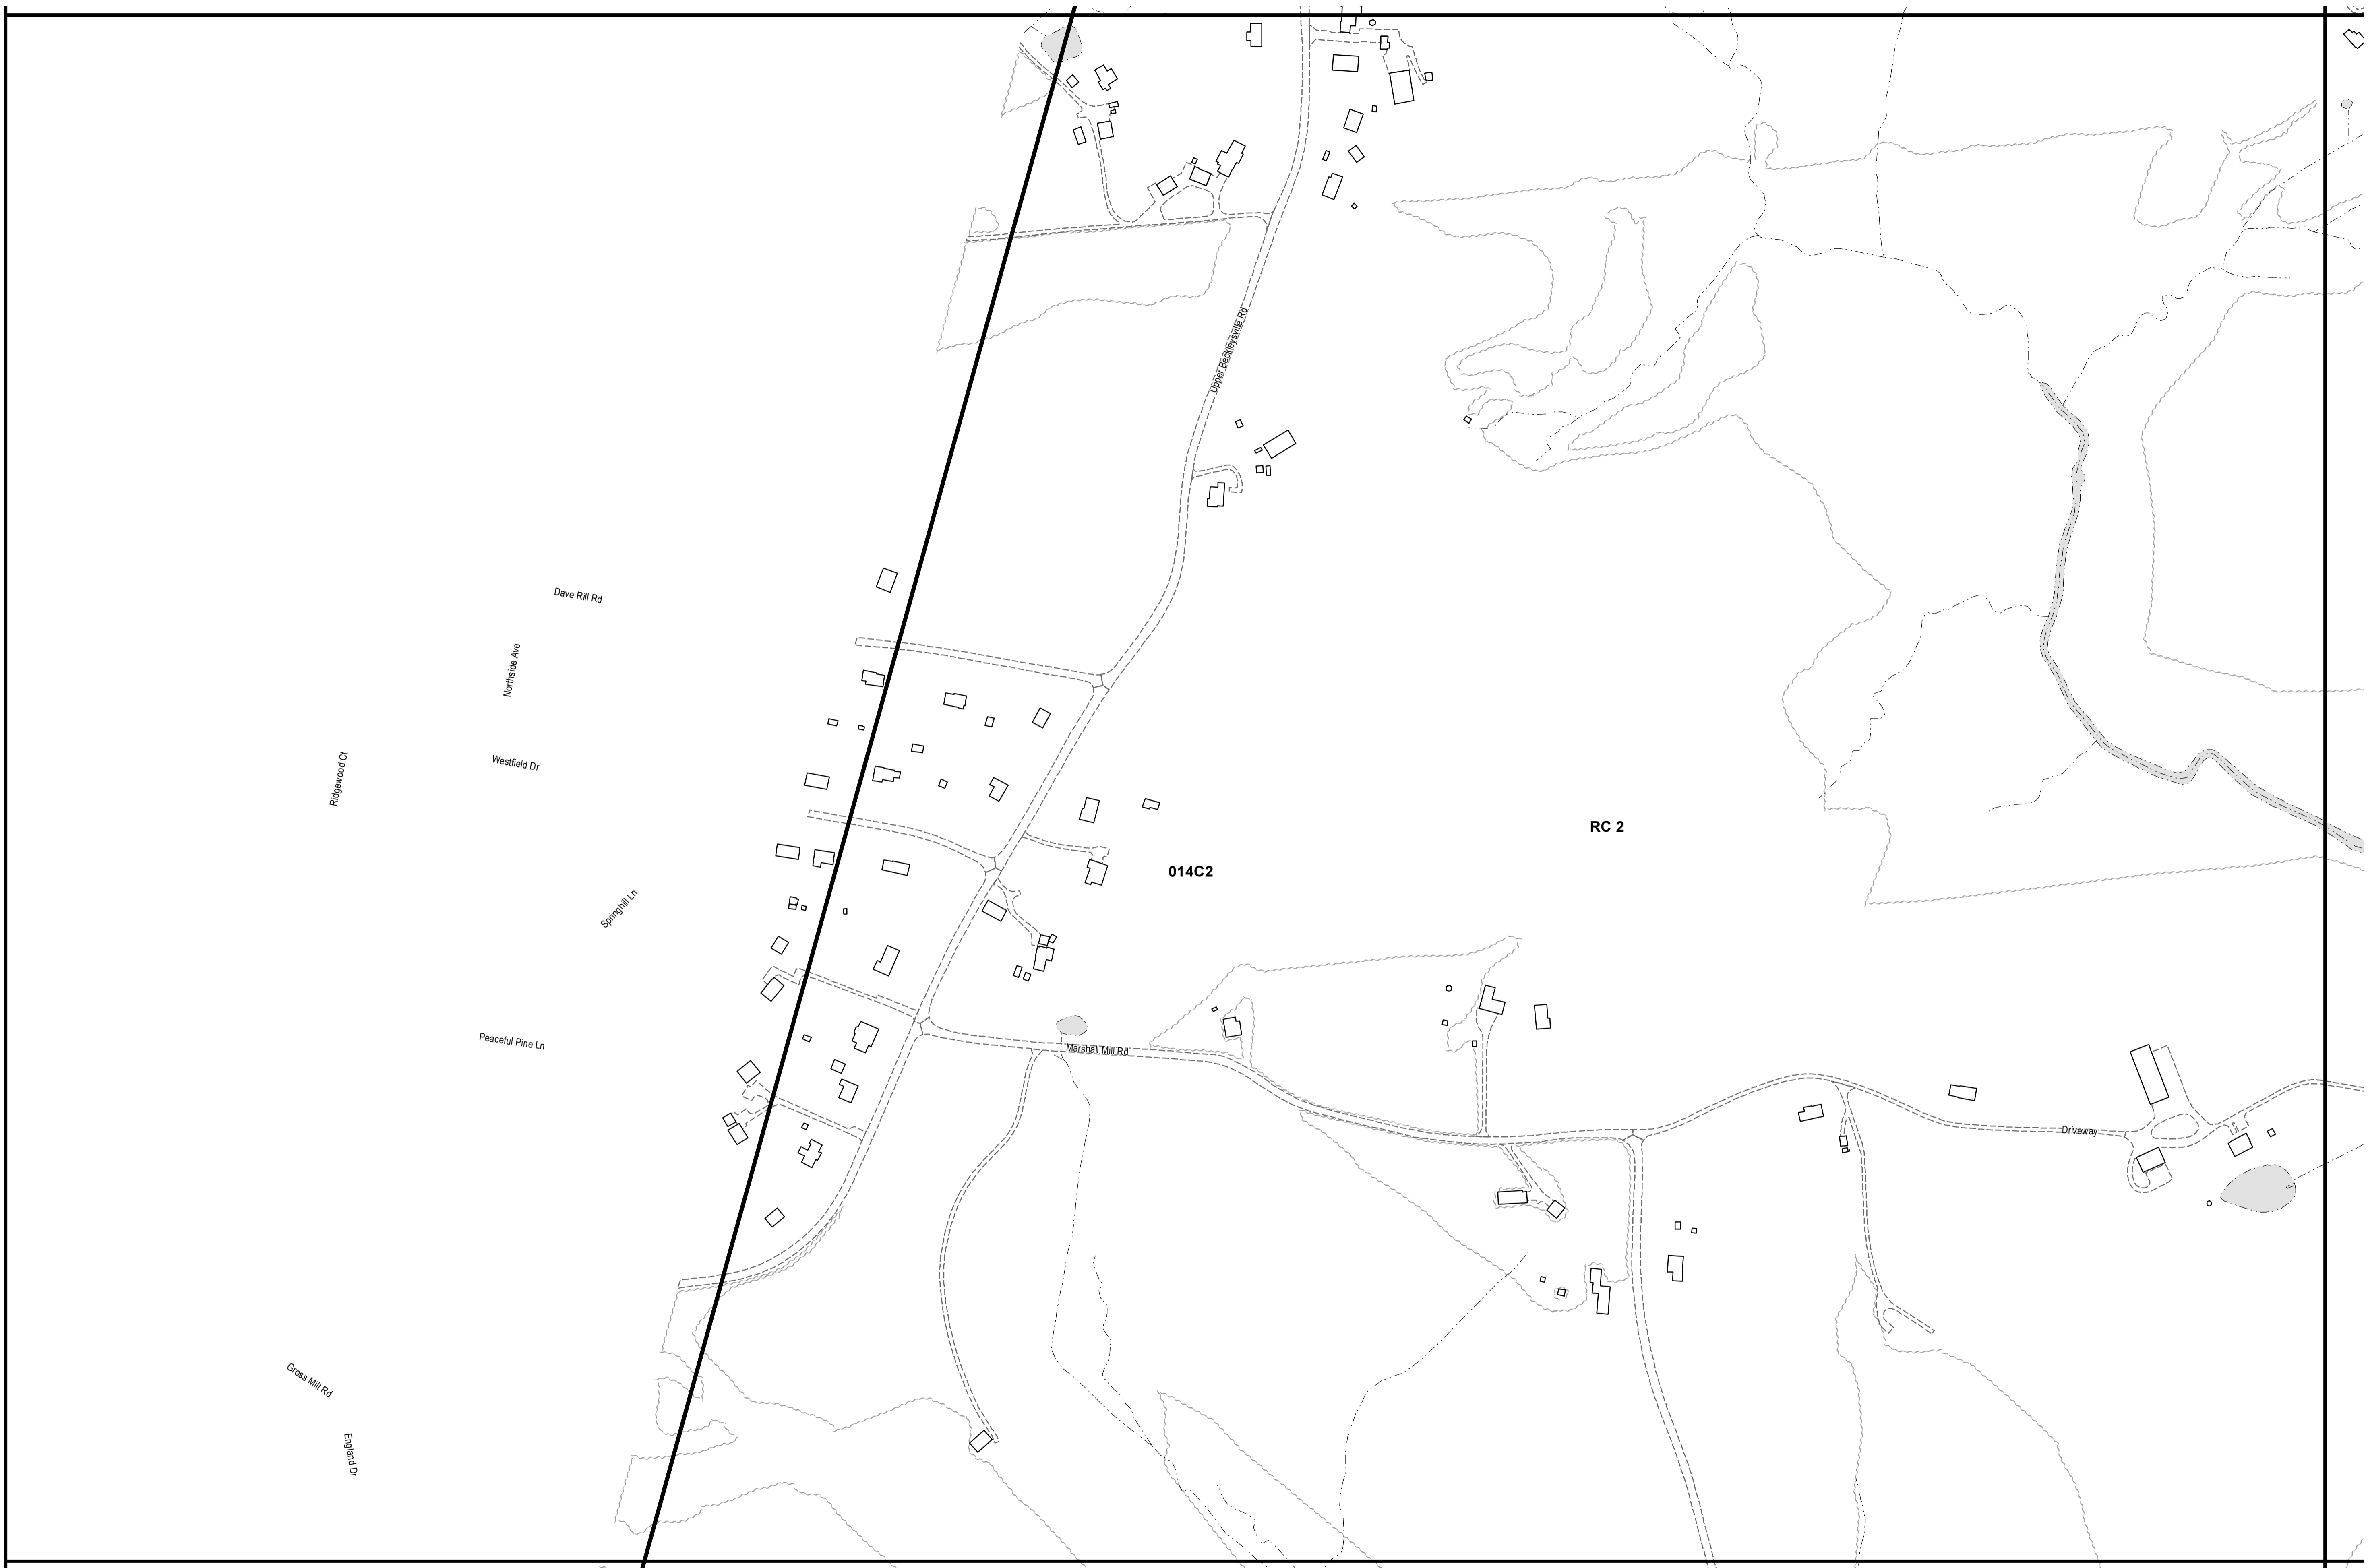 Upper Beckleysville Rd
Dave Rill Rd
Northside Ave
Westfield Dr
Ridgewood Ct
RC 2
014C2
Springhill Ln
Peaceful Pine Ln
Marshall Mill Rd
Driveway
Gross Mill Rd
England Dr